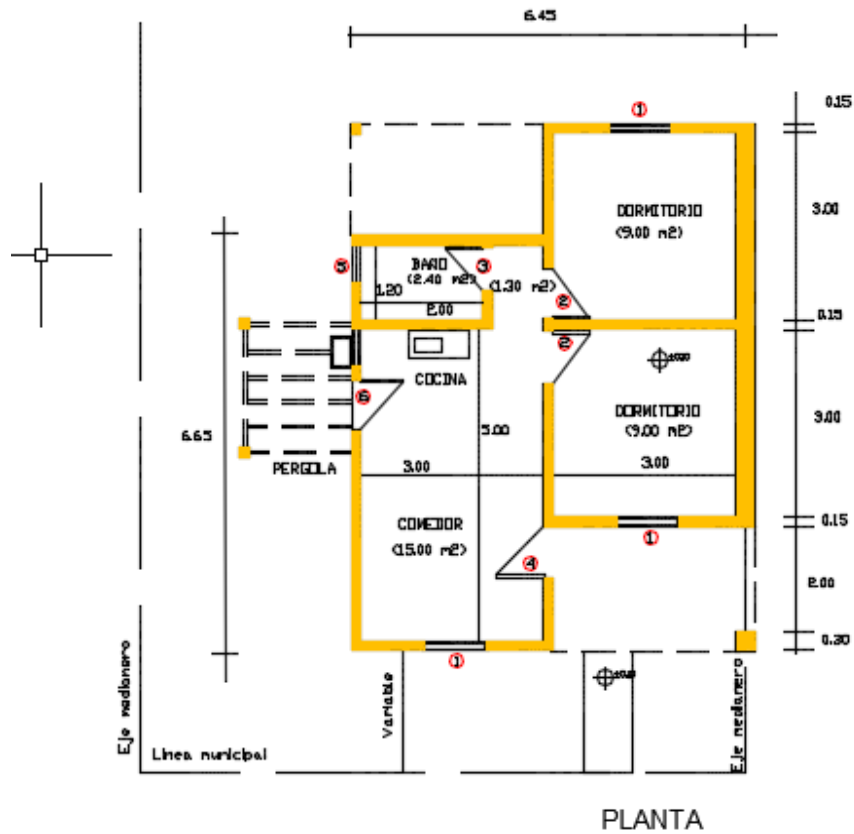 6.45
0.15
1
DORMITORIO
(9.00 m2)
3.00
5
BAÑO
(2.40 m2)
3
(1.30 m2)
1.20
2.00
2
0.15
2
COCINA
6
DORMITORIO
(9.00 m2)
3.00
5.00
6.65
PERGOLA
3.00
3.00
COMEDOR
(15.00 m2)
4
1
0.15
2.00
0.30
1
Eje medianero
Variable
Eje medianero
Linea municipal
PLANTA